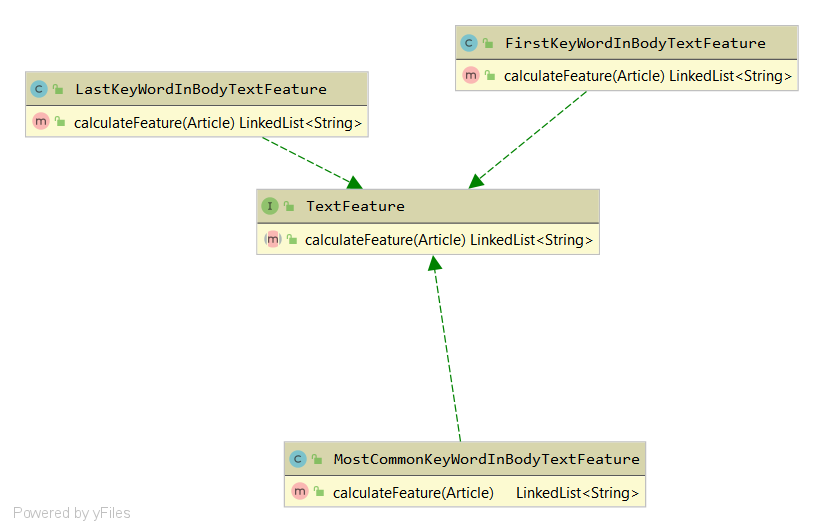 C FirstKeyWordInBodyTextFeature
m calculateFeature(Article) LinkedList<String>
C LastKeyWordInBodyTextFeature
m calculateFeature(Article) LinkedList<String>
I TextFeature
m calculateFeature(Article) LinkedList<String>
C MostCommonKeyWordInBodyTextFeature
m calculateFeature(Article) LinkedList<String>
Powered by yFiles